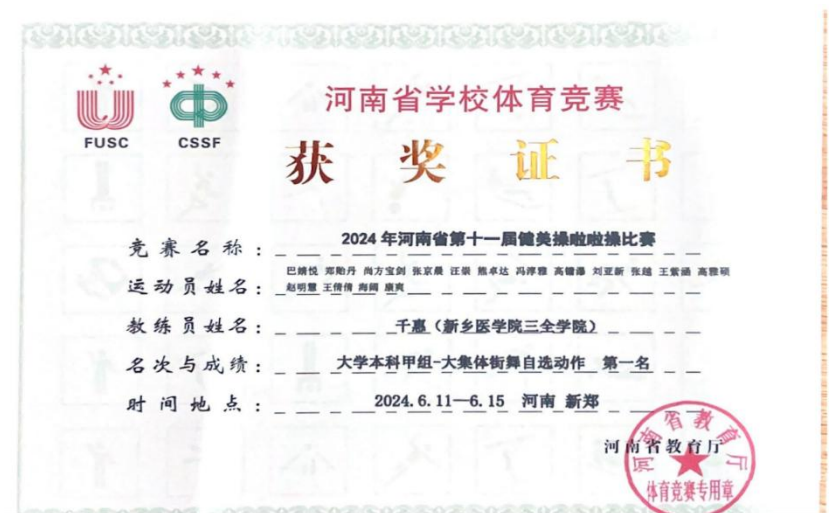 FUSC
CSSF
河南省学校体育竞赛
获奖证书
竞赛名称: 2024年河南省第十一届健美操啦啦操比赛
运动员姓名: 巴婧悦 郑贻丹 尚方宝剑 张京晨 汪崇 熊卓达 冯淳雅 高镨瀑 刘亚新 张越 王紫涵 高雅硕
赵明慧 王倩倩 海阔 康爽
教练员姓名: 千惠（新乡医学院三全学院）
名次与成绩: 大学本科甲组-大集体街舞自选动作 第一名
时间地点: 2024.6.11—6.15 河南 新郑
河南省教育厅
河南省教育厅
体育竞赛专用章